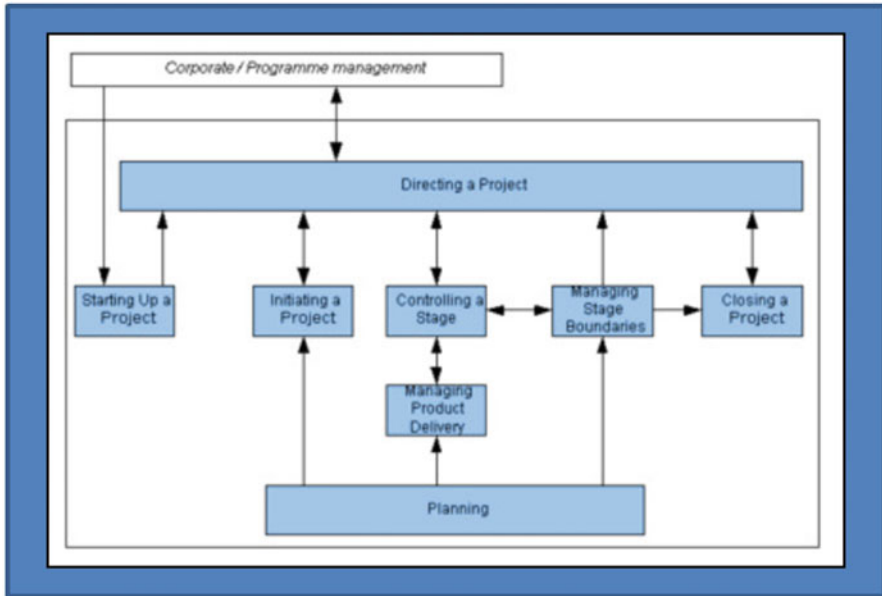 Corporate / Programme management
Directing a Project
Starting Up a
Project
Initiating a
Project
Controlling a
Stage
Managing
Stage
Boundaries
Closing a
Project
Managing
Product
Delivery
Planning